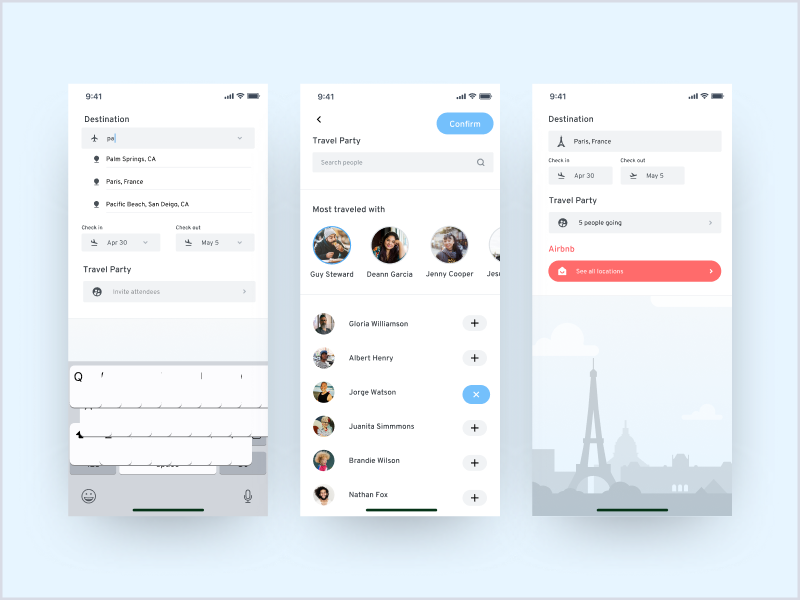 9:41
Destination
pa
Palm Springs, CA
Paris, France
Pacific Beach, San Deigo, CA
Check in
Check out
Apr 30
May 5
Travel Party
Invite attendees
Q
9:41
Confirm
Travel Party
Search people
Most traveled with
Guy Steward
Deann Garcia
Jenny Cooper
Gloria Williamson
Albert Henry
Jorge Watson
Juanita Simmmons
Brandie Wilson
Nathan Fox
9:41
Destination
Paris, France
Check in
Check out
Apr 30
May 5
Travel Party
5 people going
Airbnb
See all locations